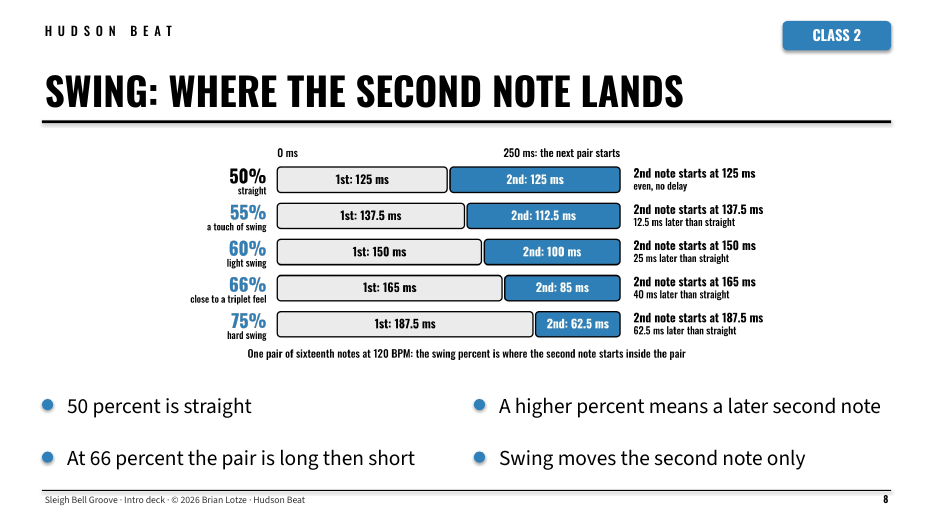 HUDSON BEAT
CLASS 2
SWING: WHERE THE SECOND NOTE LANDS
0 ms
250 ms: the next pair starts
50%
straight
1st: 125 ms
2nd: 125 ms
2nd note starts at 125 ms
even, no delay
55%
a touch of swing
1st: 137.5 ms
2nd: 112.5 ms
2nd note starts at 137.5 ms
12.5 ms later than straight
60%
light swing
1st: 150 ms
2nd: 100 ms
2nd note starts at 150 ms
25 ms later than straight
66%
close to a triplet feel
1st: 165 ms
2nd: 85 ms
2nd note starts at 165 ms
40 ms later than straight
75%
hard swing
1st: 187.5 ms
2nd: 62.5 ms
2nd note starts at 187.5 ms
62.5 ms later than straight
One pair of sixteenth notes at 120 BPM: the swing percent is where the second note starts inside the pair
50 percent is straight
A higher percent means a later second note
At 66 percent the pair is long then short
Swing moves the second note only
Sleigh Bell Groove · Intro deck · © 2026 Brian Lotze · Hudson Beat
8